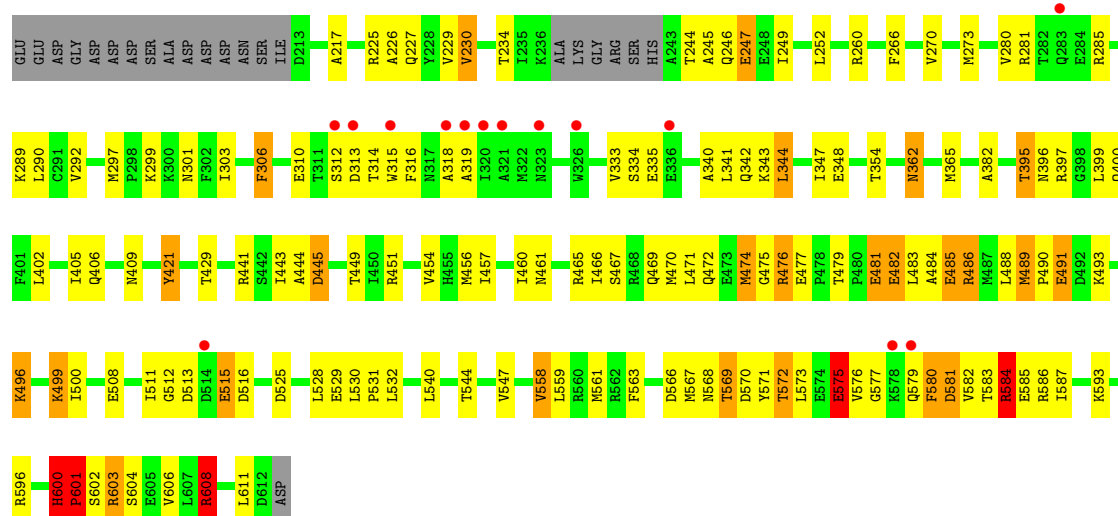 GLU GLU ASP GLY ASP ASP ASP SER ALA ASP ASP ASP ASN SER ILE D213 A217 R225 A226 Q227 Y228 V229 V230 T234 I235 K236 ALA LYS GLY ARG SER HIS A243 T244 A245 Q246 E247 E248 I249 L252 R260 F266 V270 M273 V280 R281 T282 Q283 E284 R285
K289 L290 C291 V292 M297 P298 K299 K300 N301 F302 I303 F306 E310 T311 S312 D313 T314 W315 F316 N317 A318 A319 I320 A321 M322 N323 W326 V333 S334 E335 E336 A340 L341 Q342 K343 L344 I347 E348 T354 N362 M365 A382 T395 N396 R397 G398 L399 Q400
F401 L402 I405 Q406 N409 Y421 T429 R441 S442 I443 A444 D445 T449 I450 R451 V454 H455 M456 I457 I460 N461 R465 I466 S467 R468 Q469 M470 L471 Q472 E473 M474 G475 R476 E477 P478 T479 P480 E481 E482 L483 A484 E485 R486 M487 L488 M489 P490 E491 D492 K493
K496 K499 I500 E508 I511 G512 D513 D514 E515 D516 D525 L528 E529 L530 P531 L532 L540 T544 V547 V558 L559 R560 M561 R562 F563 D566 M567 N568 T569 D570 Y571 T572 L573 E574 E575 V576 G577 K578 Q579 F580 D581 V582 T583 R584 E585 R586 I587 K593
R596 H600 P601 S602 R603 S604 E605 V606 L607 R608 L611 D612 ASP